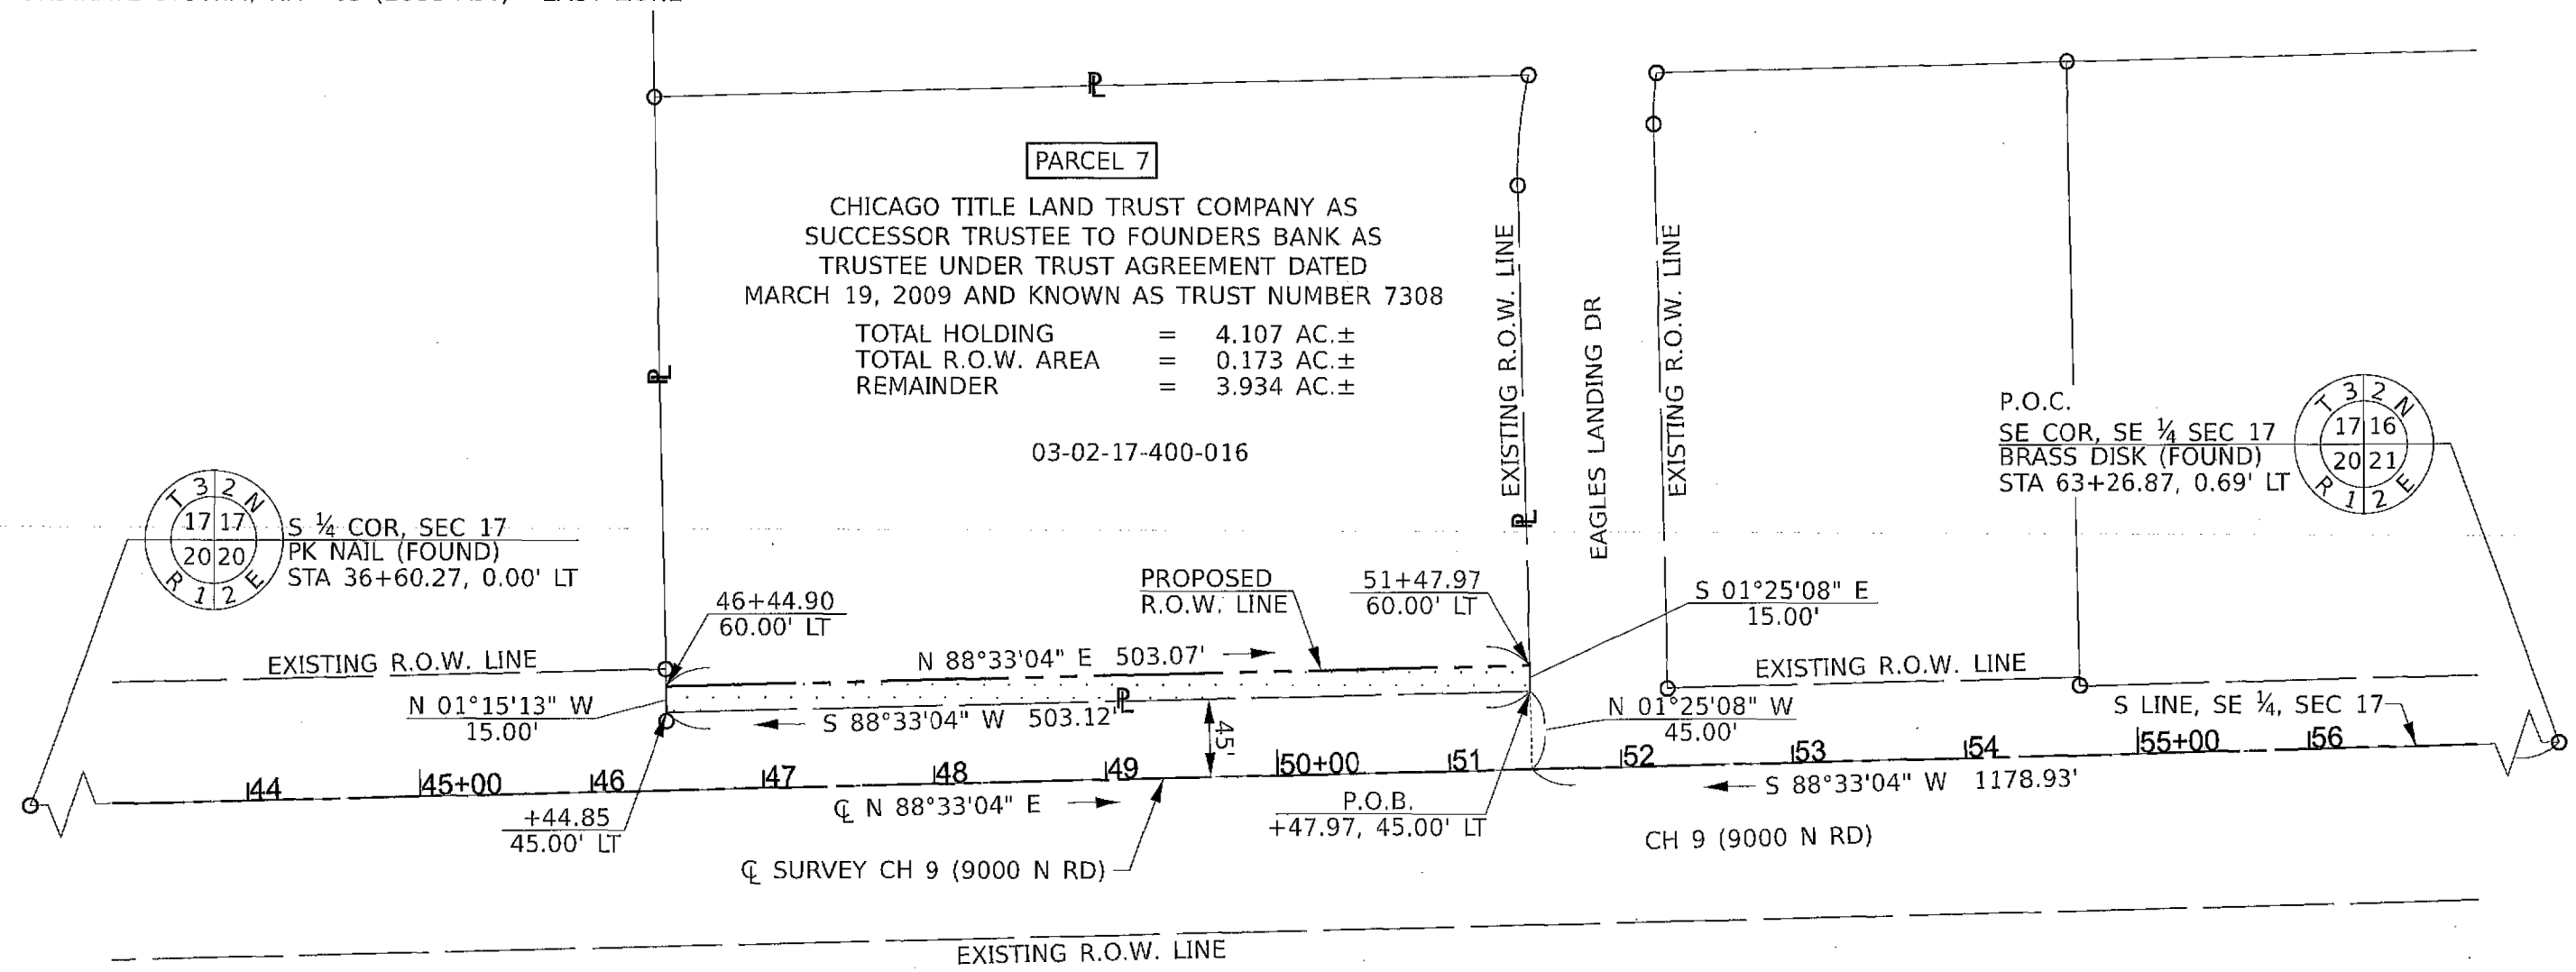 PARCEL 7
CHICAGO TITLE LAND TRUST COMPANY AS
SUCCESSOR TRUSTEE TO FOUNDERS BANK AS
TRUSTEE UNDER TRUST AGREEMENT DATED
MARCH 19, 2009 AND KNOWN AS TRUST NUMBER 7308
TOTAL HOLDING = 4.107 AC.±
TOTAL R.O.W. AREA = 0.173 AC.±
REMAINDER = 3.934 AC.±
03-02-17-400-016
℄ SURVEY CH 9 (9000 N RD)
℄ N 88°33'04" E
PL
PL
PL
PL
EXISTING R.O.W. LINE
EAGLES LANDING DR
EXISTING R.O.W. LINE
P.O.C.
SE COR, SE ¼ SEC 17
BRASS DISK (FOUND)
STA 63+26.87, 0.69' LT
T 32 N
17 16
20 21
R 12 E
T 32 N
17 17
20 20
R 12 E
S ¼ COR, SEC 17
PK NAIL (FOUND)
STA 36+60.27, 0.00' LT
46+44.90
60.00' LT
PROPOSED
R.O.W. LINE
51+47.97
60.00' LT
S 01°25'08" E
15.00'
EXISTING R.O.W. LINE
N 88°33'04" E 503.07'
EXISTING R.O.W. LINE
N 01°15'13" W
15.00'
S 88°33'04" W 503.12'
45'
N 01°25'08" W
45.00'
S LINE, SE ¼, SEC 17
44 45+00 46 47 48 49 50+00 51 52 53 54 55+00 56
S 88°33'04" W 1178.93'
+44.85
45.00' LT
P.O.B.
+47.97, 45.00' LT
CH 9 (9000 N RD)
EXISTING R.O.W. LINE